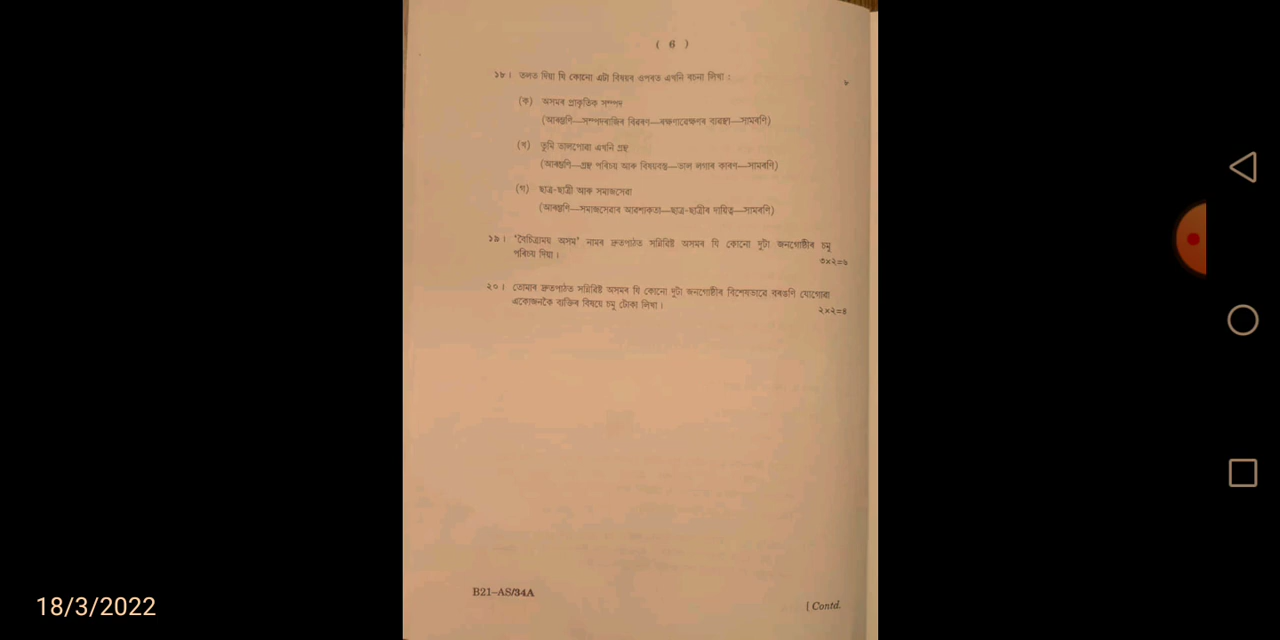 ( 6 )
১৮। তলত দিয়া যি কোনো এটা বিষয়ৰ ওপৰত এখনি ৰচনা লিখা : ৮
(ক) অসমৰ প্ৰাকৃতিক সম্পদ
(আৰম্ভণি—সম্পদৰাজিৰ বিৱৰণ—ৰক্ষণাবেক্ষণৰ ব্যৱস্থা—সামৰণি)
(খ) তুমি ভালপোৱা এখনি গ্ৰন্থ
(আৰম্ভণি—গ্ৰন্থ পৰিচয় আৰু বিষয়বস্তু—ভাল লগাৰ কাৰণ—সামৰণি)
(গ) ছাত্ৰ-ছাত্ৰী আৰু সমাজসেৱা
(আৰম্ভণি—সমাজসেৱাৰ আৱশ্যকতা—ছাত্ৰ-ছাত্ৰীৰ দায়িত্ব—সামৰণি)
১৯। 'বৈচিত্ৰ্যময় অসম' নামৰ দ্ৰুতপাঠত সন্নিবিষ্ট অসমৰ যি কোনো দুটা জনগোষ্ঠীৰ চমু
পৰিচয় দিয়া। ৩×২=৬
২০। তোমাৰ দ্ৰুতপাঠত সন্নিবিষ্ট অসমৰ যি কোনো দুটা জনগোষ্ঠীৰ বিশেষভাৱে বৰঙণি যোগোৱা
একোজনকৈ ব্যক্তিৰ বিষয়ে চমু টোকা লিখা। ২×২=৪
B21–AS/34A
[ Contd.
18/3/2022